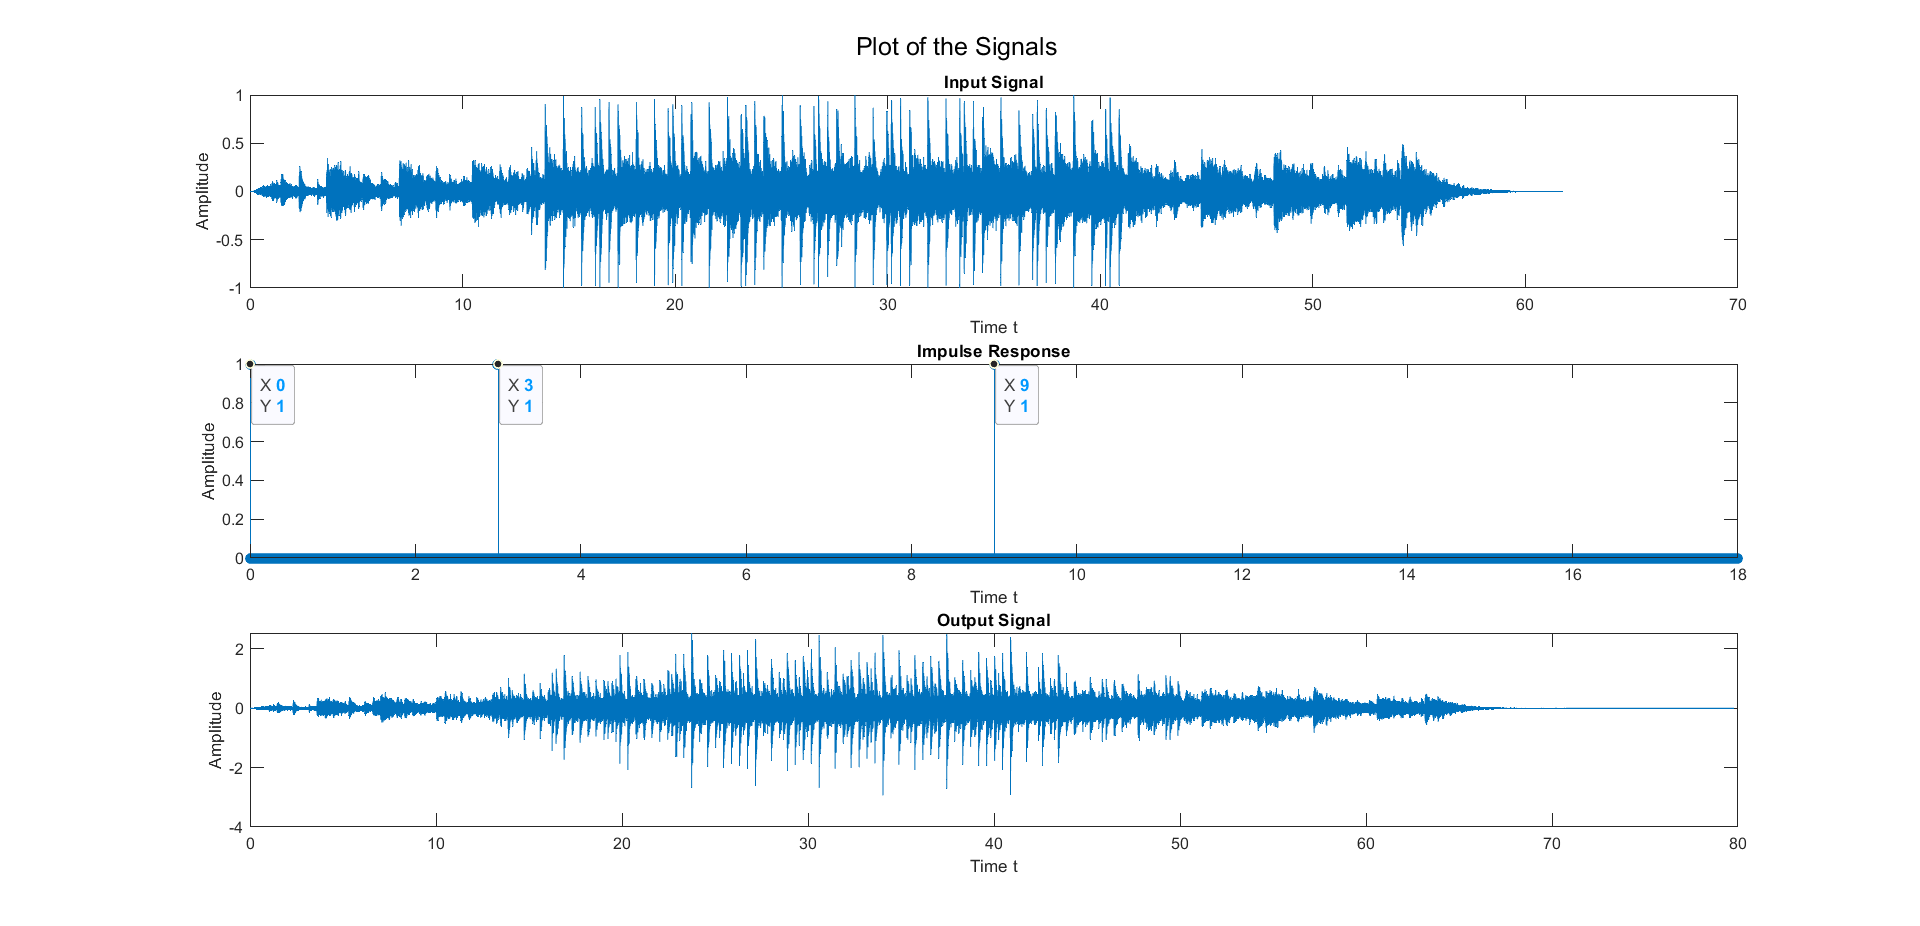 Plot of the Signals
Input Signal
1
0.5
0
-0.5
-1
Amplitude
0 10 20 30 40 50 60 70
Time t
Impulse Response
1
0.8
0.6
0.4
0.2
0
Amplitude
X 0
Y 1
X 3
Y 1
X 9
Y 1
0 2 4 6 8 10 12 14 16 18
Time t
Output Signal
2
0
-2
-4
Amplitude
0 10 20 30 40 50 60 70 80
Time t